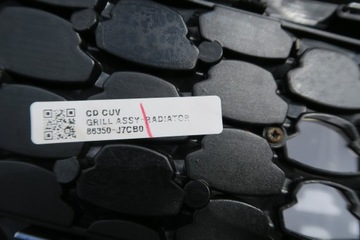 CD CUV
GRILL ASSY-RADIATOR
86350-J7CB0